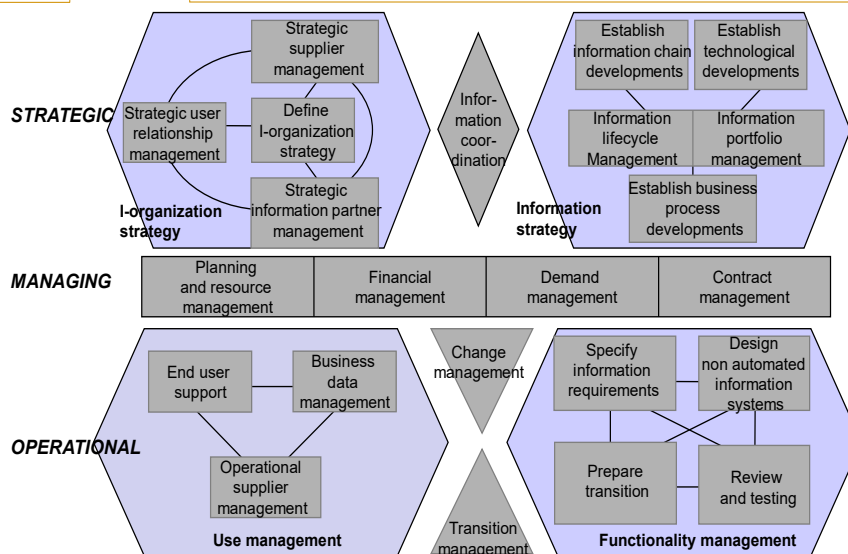 STRATEGIC
Strategic
supplier
management
Strategic user
relationship
management
Define
I-organization
strategy
Strategic
information partner
management
I-organization
strategy
Infor-
mation
coor-
dination
Establish
information chain
developments
Establish
technological
developments
Information
lifecycle
Management
Information
portfolio
management
Establish business
process
developments
Information
strategy
MANAGING
Planning
and resource
management
Financial
management
Demand
management
Contract
management
OPERATIONAL
End user
support
Business
data
management
Operational
supplier
management
Use management
Change
management
Transition
management
Specify
information
requirements
Design
non automated
information
systems
Prepare
transition
Review
and testing
Functionality management